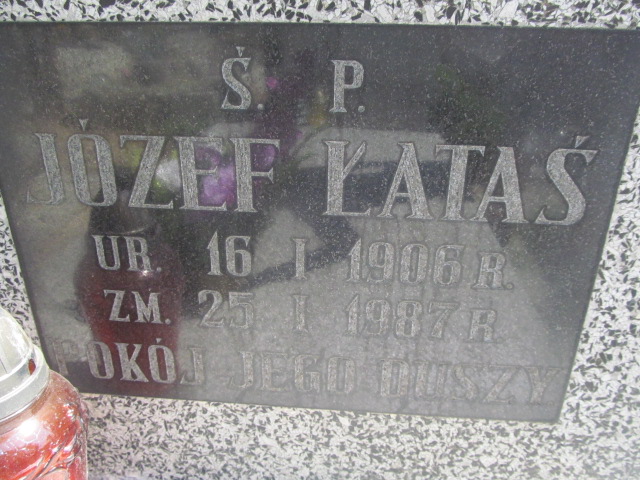 Ś. P.
JÓZEF ŁATAŚ
UR. 16 I 1906 R.
ZM. 25 I 1987 R.
POKÓJ JEGO DUSZY